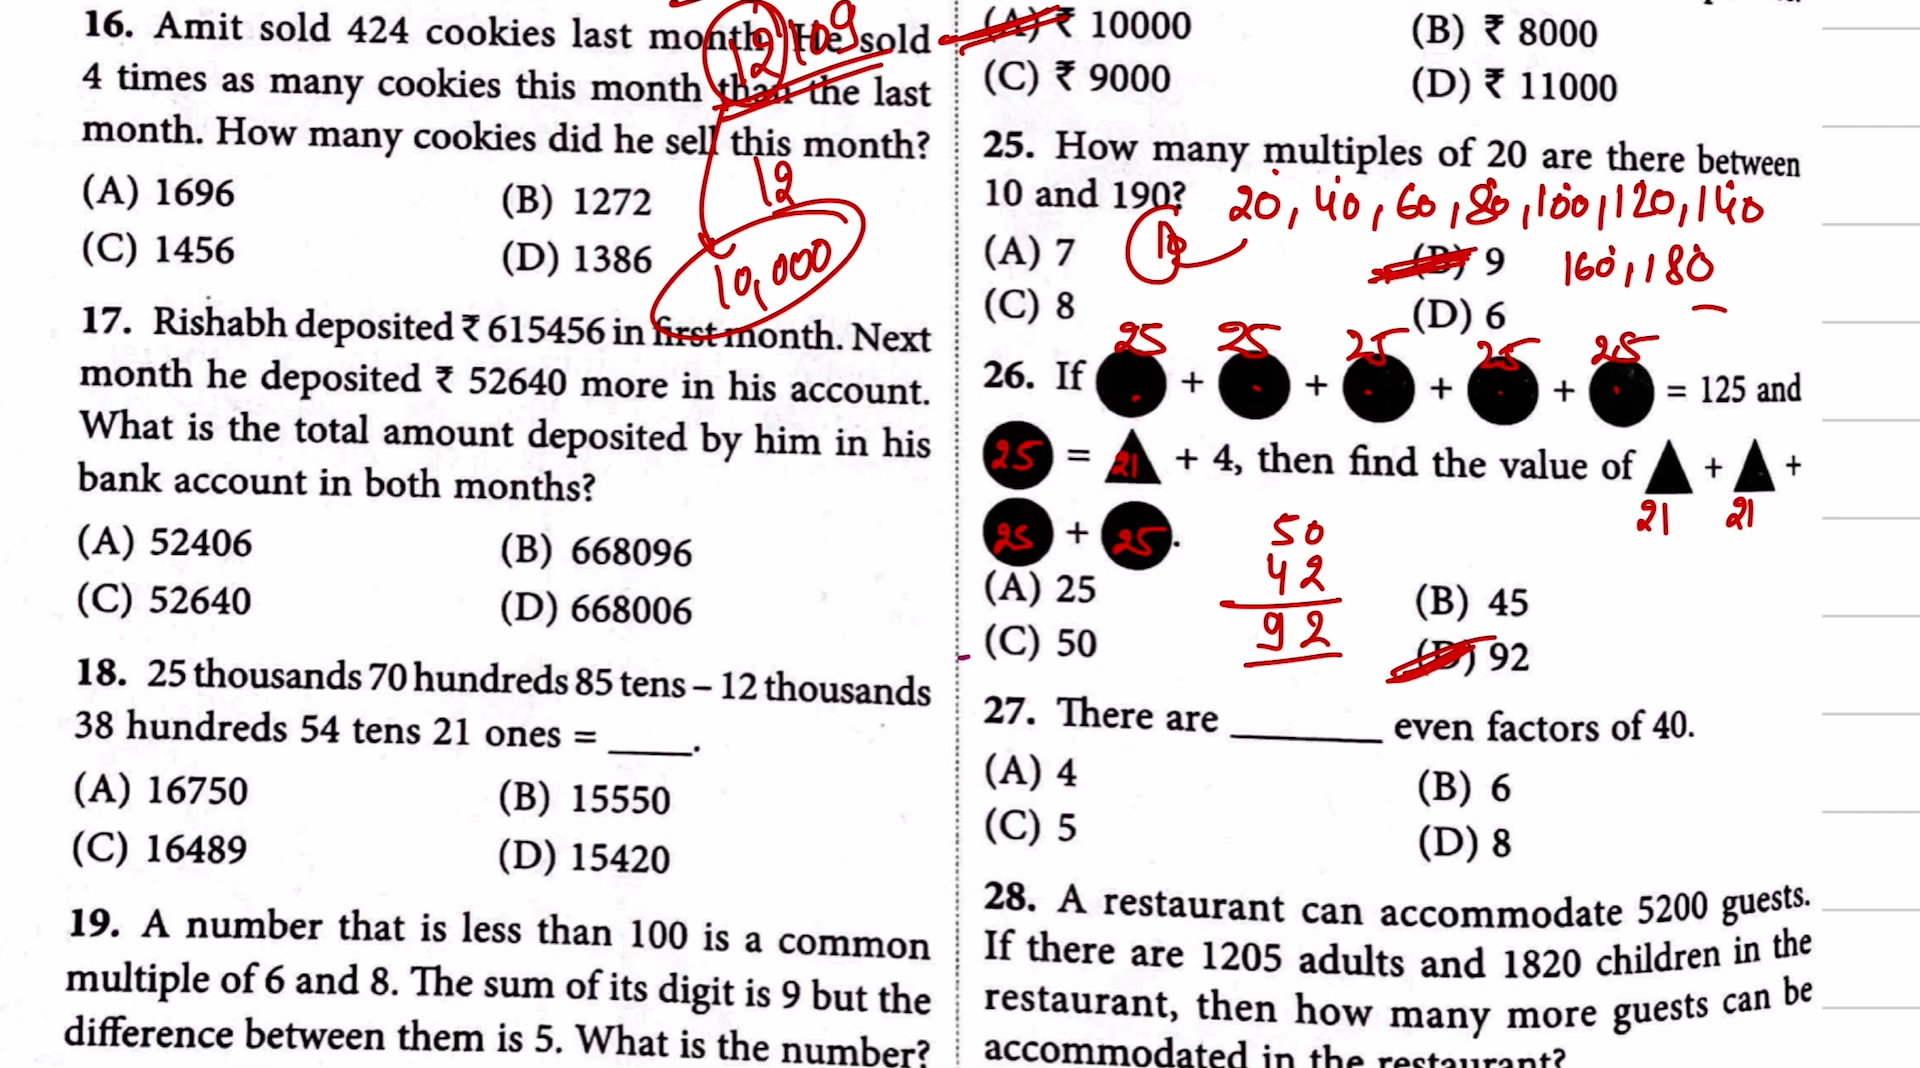 16. Amit sold 424 cookies last month. He sold
4 times as many cookies this month than the last
month. How many cookies did he sell this month?
(A) 1696 (B) 1272
(C) 1456 (D) 1386
12 109
12
10,000
17. Rishabh deposited ₹ 615456 in first month. Next
month he deposited ₹ 52640 more in his account.
What is the total amount deposited by him in his
bank account in both months?
(A) 52406 (B) 668096
(C) 52640 (D) 668006
18. 25 thousands 70 hundreds 85 tens – 12 thousands
38 hundreds 54 tens 21 ones = ____.
(A) 16750 (B) 15550
(C) 16489 (D) 15420
19. A number that is less than 100 is a common
multiple of 6 and 8. The sum of its digit is 9 but the
difference between them is 5. What is the number?
(A) ₹ 10000 (B) ₹ 8000
(C) ₹ 9000 (D) ₹ 11000
25. How many multiples of 20 are there between
10 and 190?
20, 40, 60, 80, 100, 120, 140
160, 180
(A) 7 (B) 9
(C) 8 (D) 6
25 25 25 25 25
26. If + + + + = 125 and
25 = 21 + 4, then find the value of + +
21 21
25 + 25.
50
42
92
(A) 25 (B) 45
(C) 50 (D) 92
27. There are ________ even factors of 40.
(A) 4 (B) 6
(C) 5 (D) 8
28. A restaurant can accommodate 5200 guests.
If there are 1205 adults and 1820 children in the
restaurant, then how many more guests can be
accommodated in the restaurant?